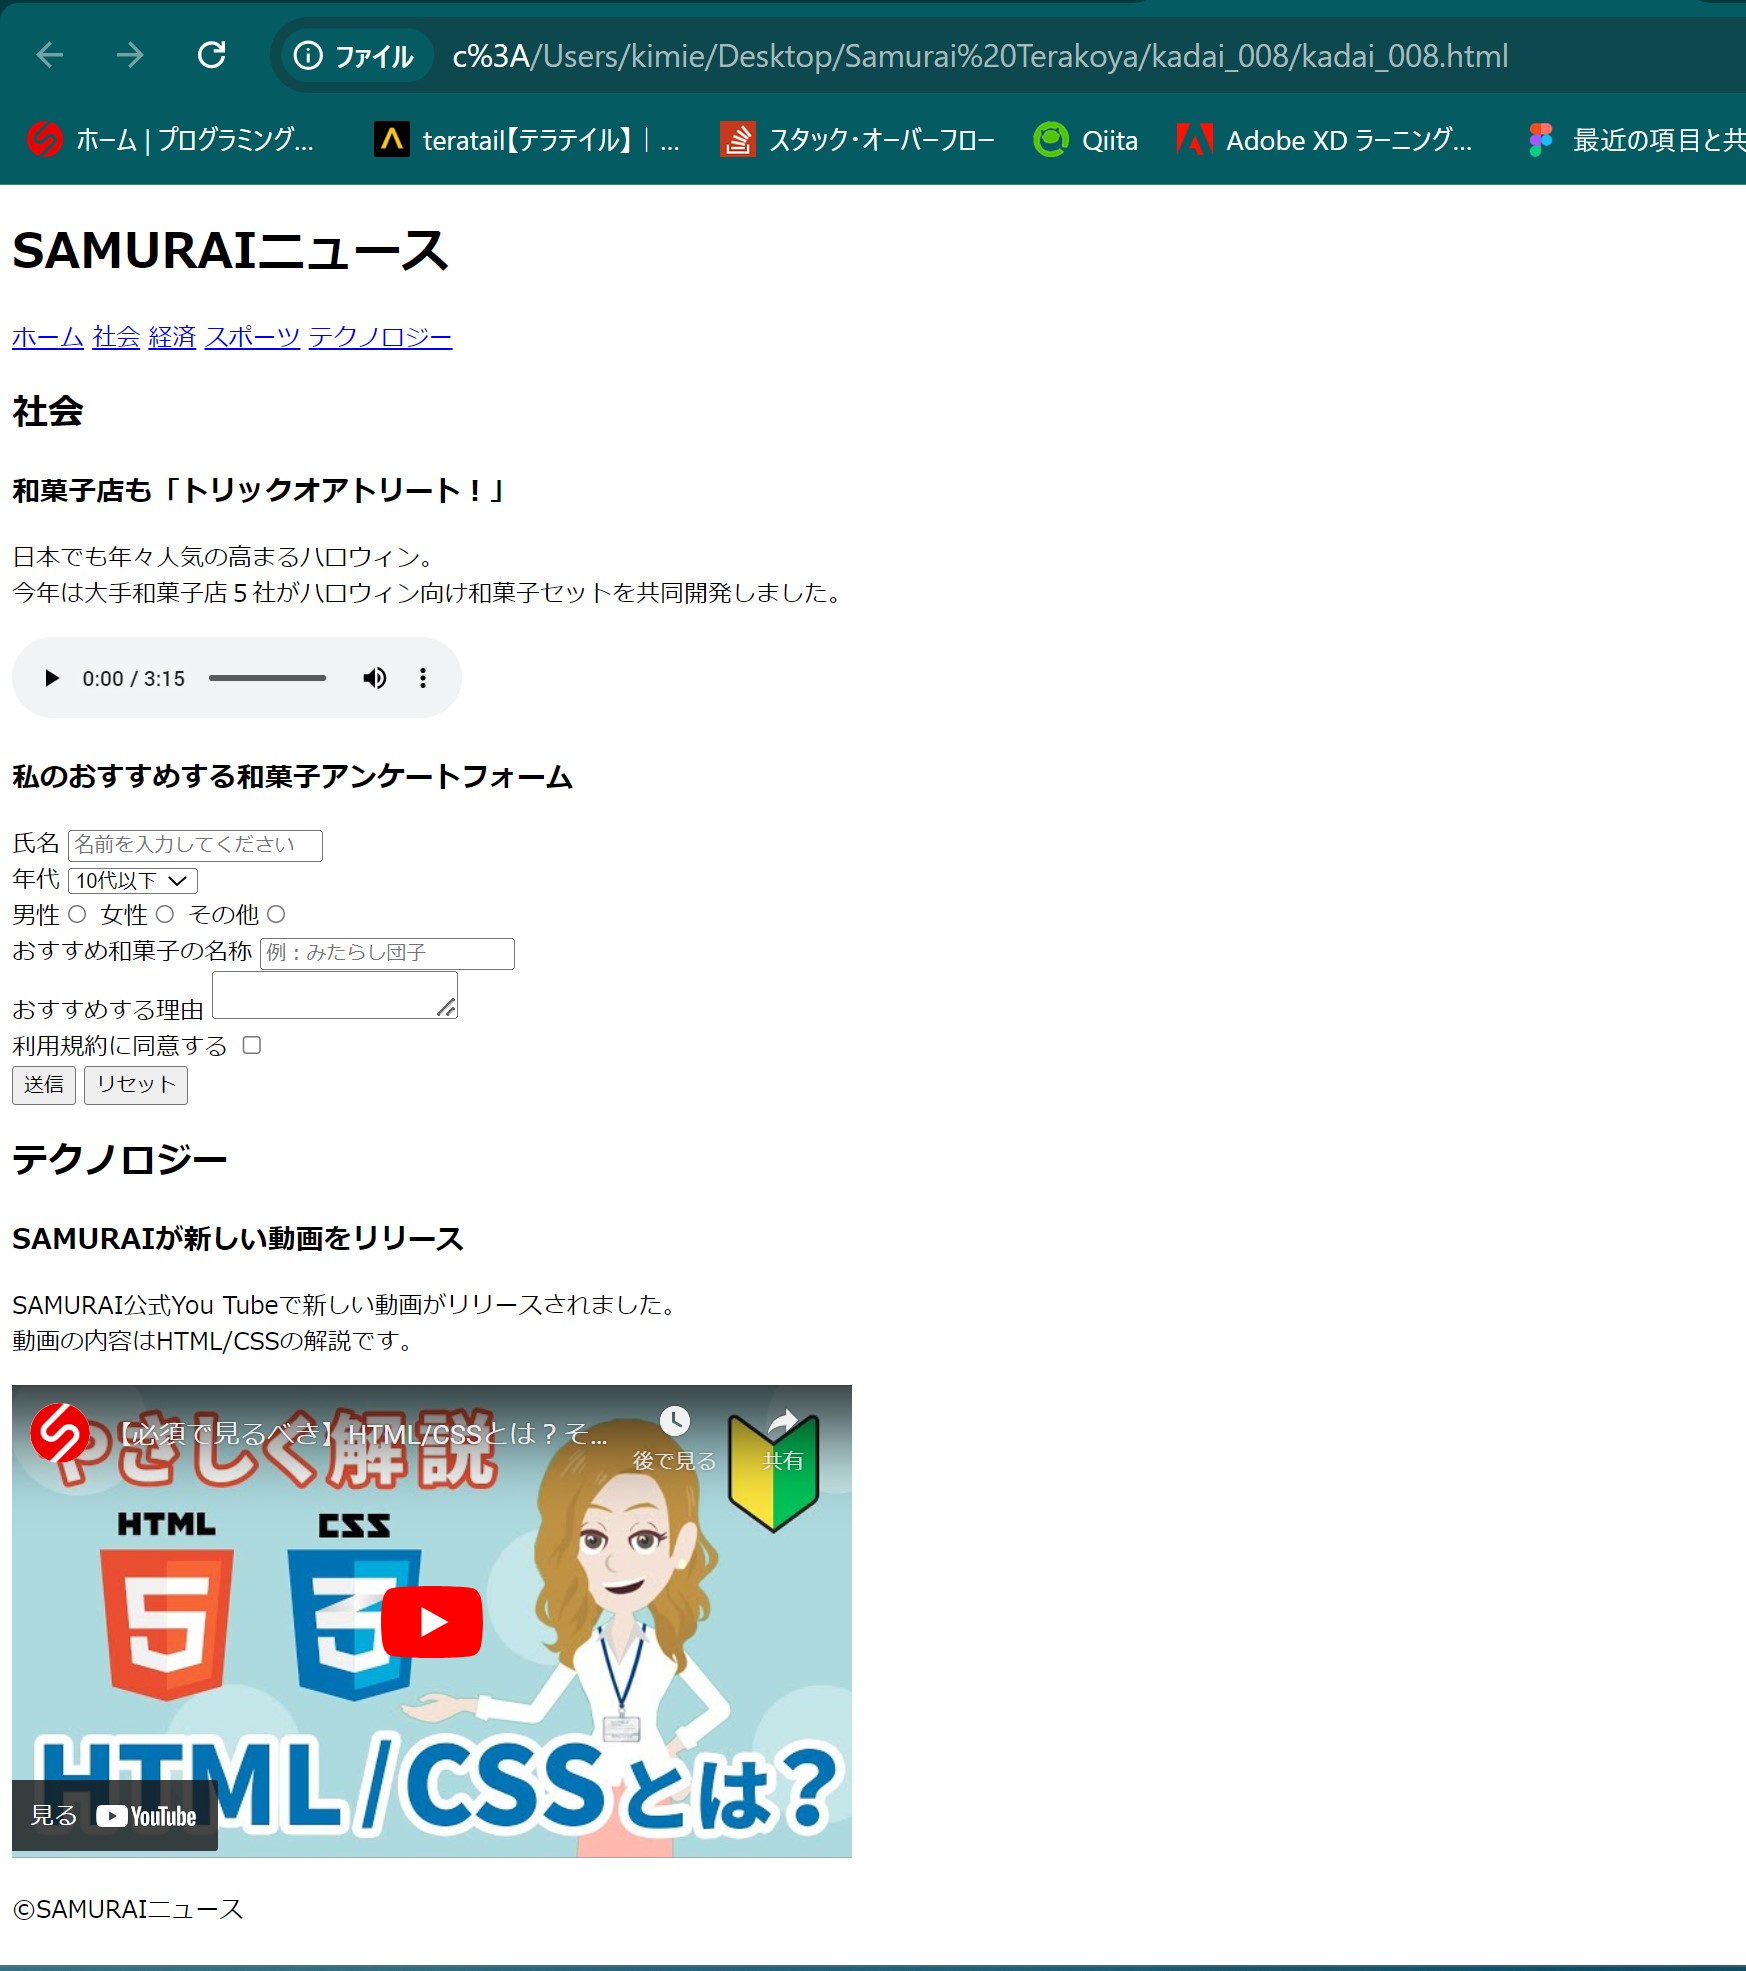 ファイル c%3A/Users/kimie/Desktop/Samurai%20Terakoya/kadai_008/kadai_008.html
ホーム | プログラミング... teratail【テラテイル】｜... スタック・オーバーフロー Qiita Adobe XD ラーニング... 最近の項目と共
SAMURAIニュース
ホーム 社会 経済 スポーツ テクノロジー
社会
和菓子店も「トリックオアトリート！」
日本でも年々人気の高まるハロウィン。
今年は大手和菓子店５社がハロウィン向け和菓子セットを共同開発しました。
0:00 / 3:15
私のおすすめする和菓子アンケートフォーム
氏名 名前を入力してください
年代 10代以下
男性 女性 その他
おすすめ和菓子の名称 例：みたらし団子
おすすめする理由
利用規約に同意する
送信 リセット
テクノロジー
SAMURAIが新しい動画をリリース
SAMURAI公式You Tubeで新しい動画がリリースされました。
動画の内容はHTML/CSSの解説です。
【必須で見るべき】HTML/CSSとは？そ...
後で見る 共有
やさしく解説
HTML CSS
5 3
HTML/CSSとは？
見る YouTube
©SAMURAIニュース